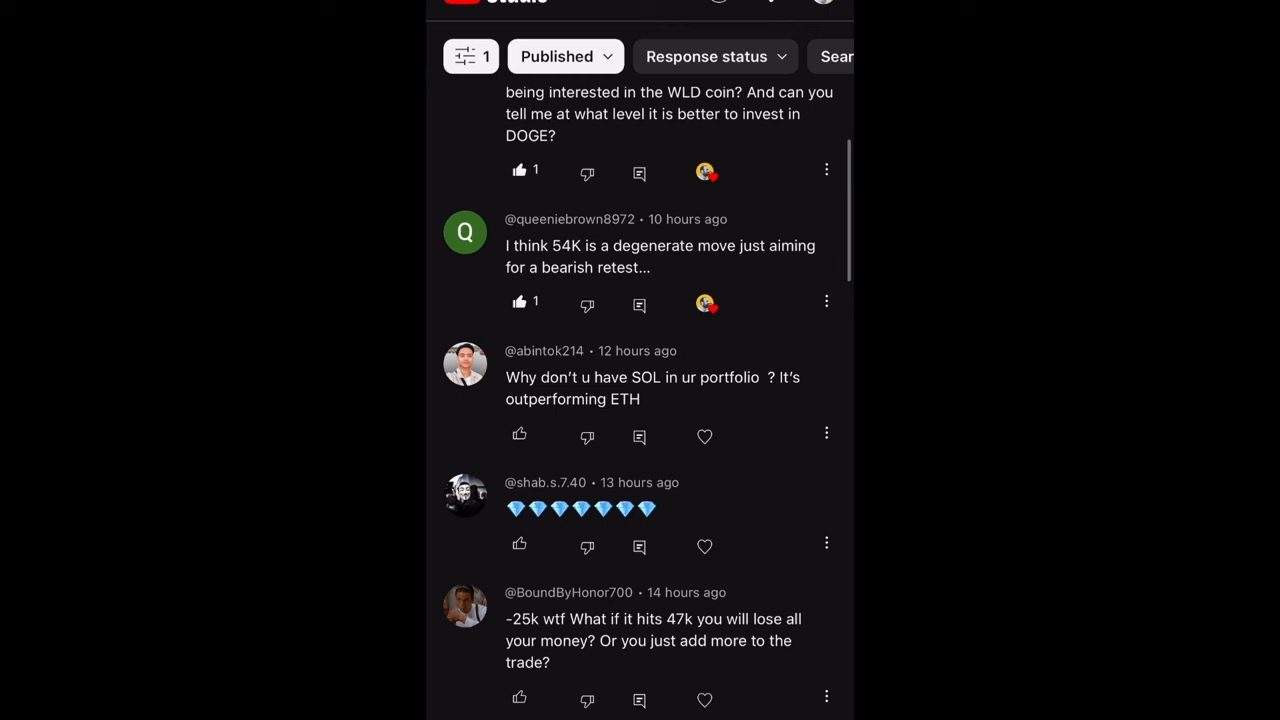 Studio
1
Published
Response status
Sear
being interested in the WLD coin? And can you
tell me at what level it is better to invest in
DOGE?
1
@queeniebrown8972 • 10 hours ago
Q
I think 54K is a degenerate move just aiming
for a bearish retest...
1
@abintok214 • 12 hours ago
Why don't u have SOL in ur portfolio  ? It's
outperforming ETH
@shab.s.7.40 • 13 hours ago
💎💎💎💎💎💎💎
@BoundByHonor700 • 14 hours ago
-25k wtf What if it hits 47k you will lose all
your money? Or you just add more to the
trade?